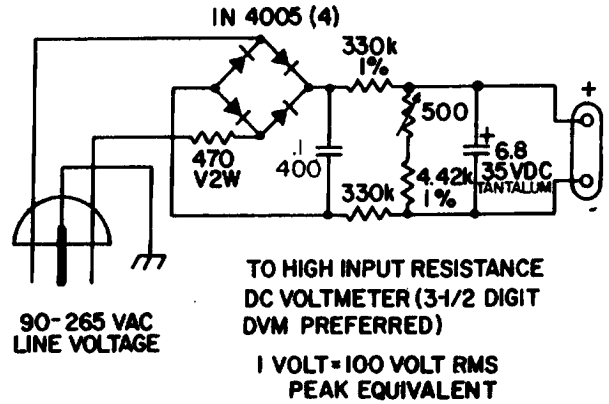 IN 4005 (4)
330k
1%
+
500
470
V2W
.1
400
+
6.8
35VDC
TANTALUM
4.42k
1%
330k
-
90-265 VAC
LINE VOLTAGE
TO HIGH INPUT RESISTANCE
DC VOLTMETER (3-1/2 DIGIT
DVM PREFERRED)
1 VOLT=100 VOLT RMS
PEAK EQUIVALENT